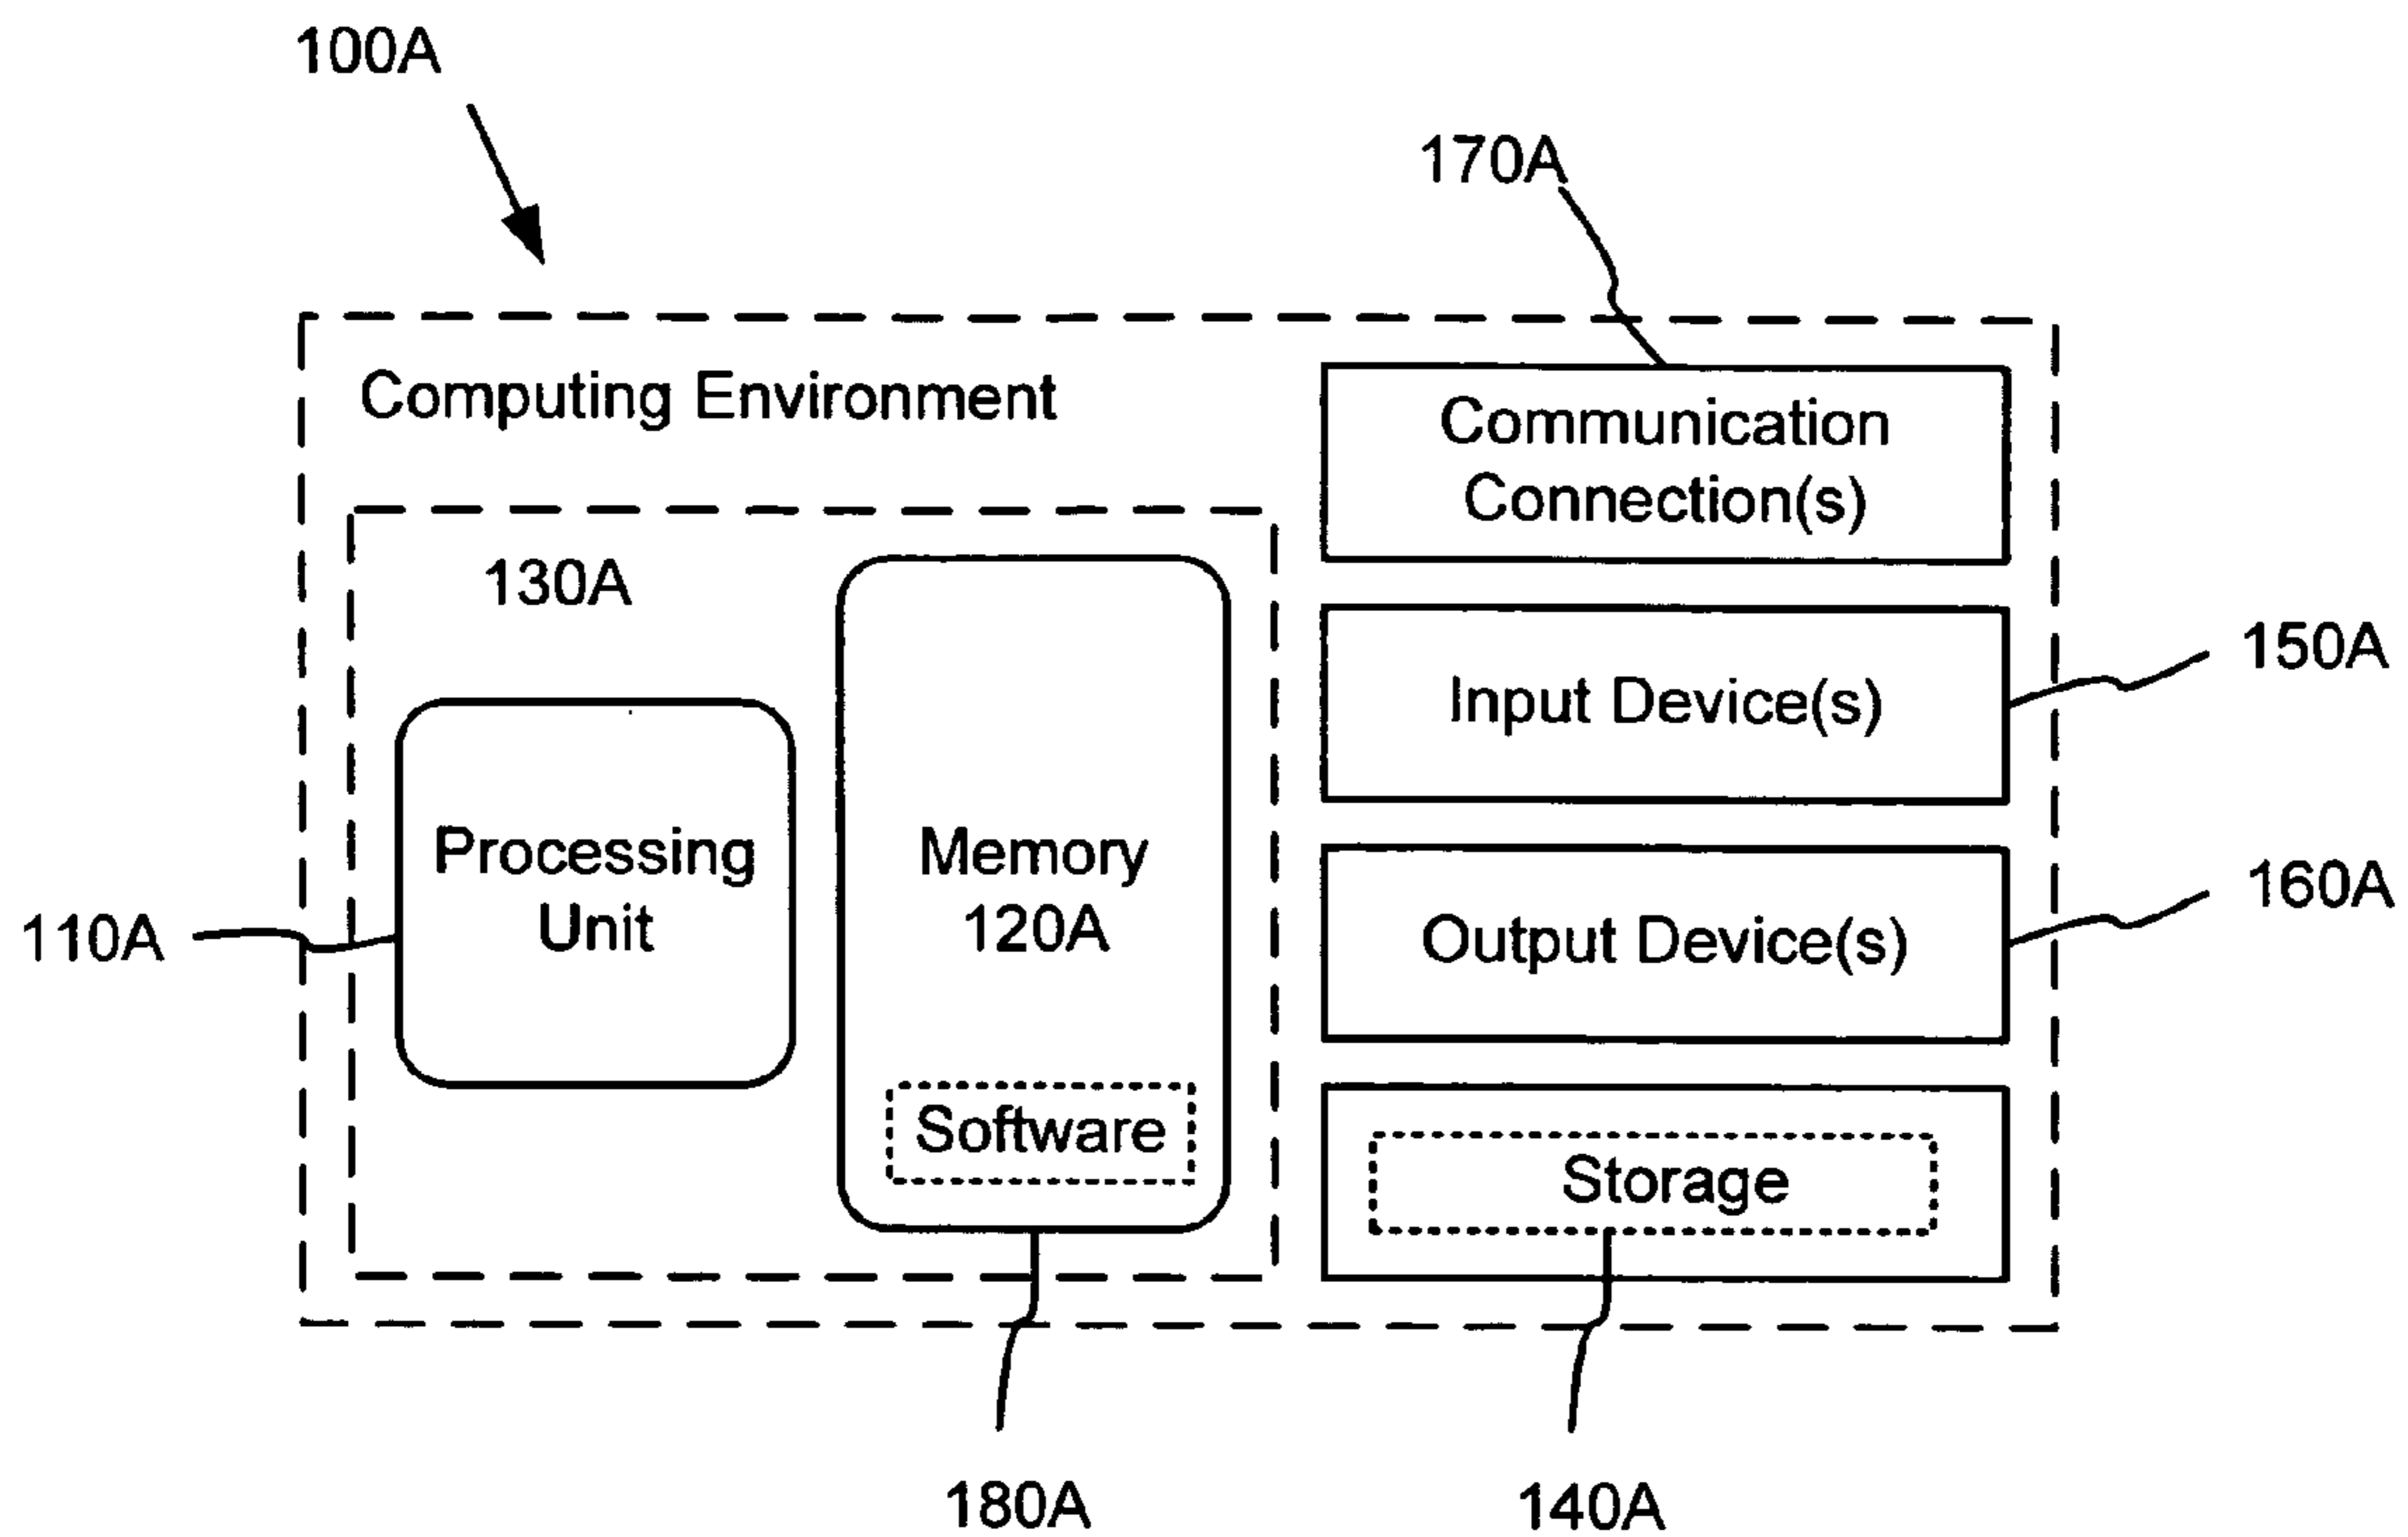 100A
170A
Computing Environment
Communication
Connection(s)
130A
150A
Input Device(s)
Processing
Unit
110A
Memory
120A
160A
Output Device(s)
Software
Storage
180A
140A